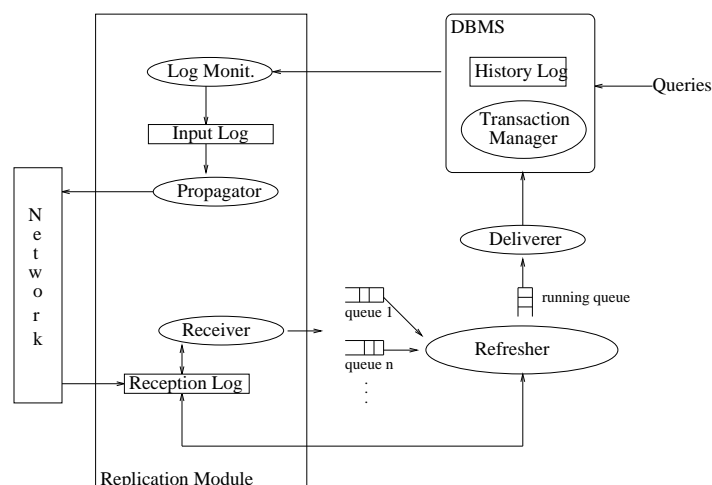 DBMS
Log Monit.
History Log
Queries
Input Log
Transaction
Manager
Propagator
Network
Deliverer
running queue
queue 1
Receiver
Refresher
queue n
Reception Log
Replication Module